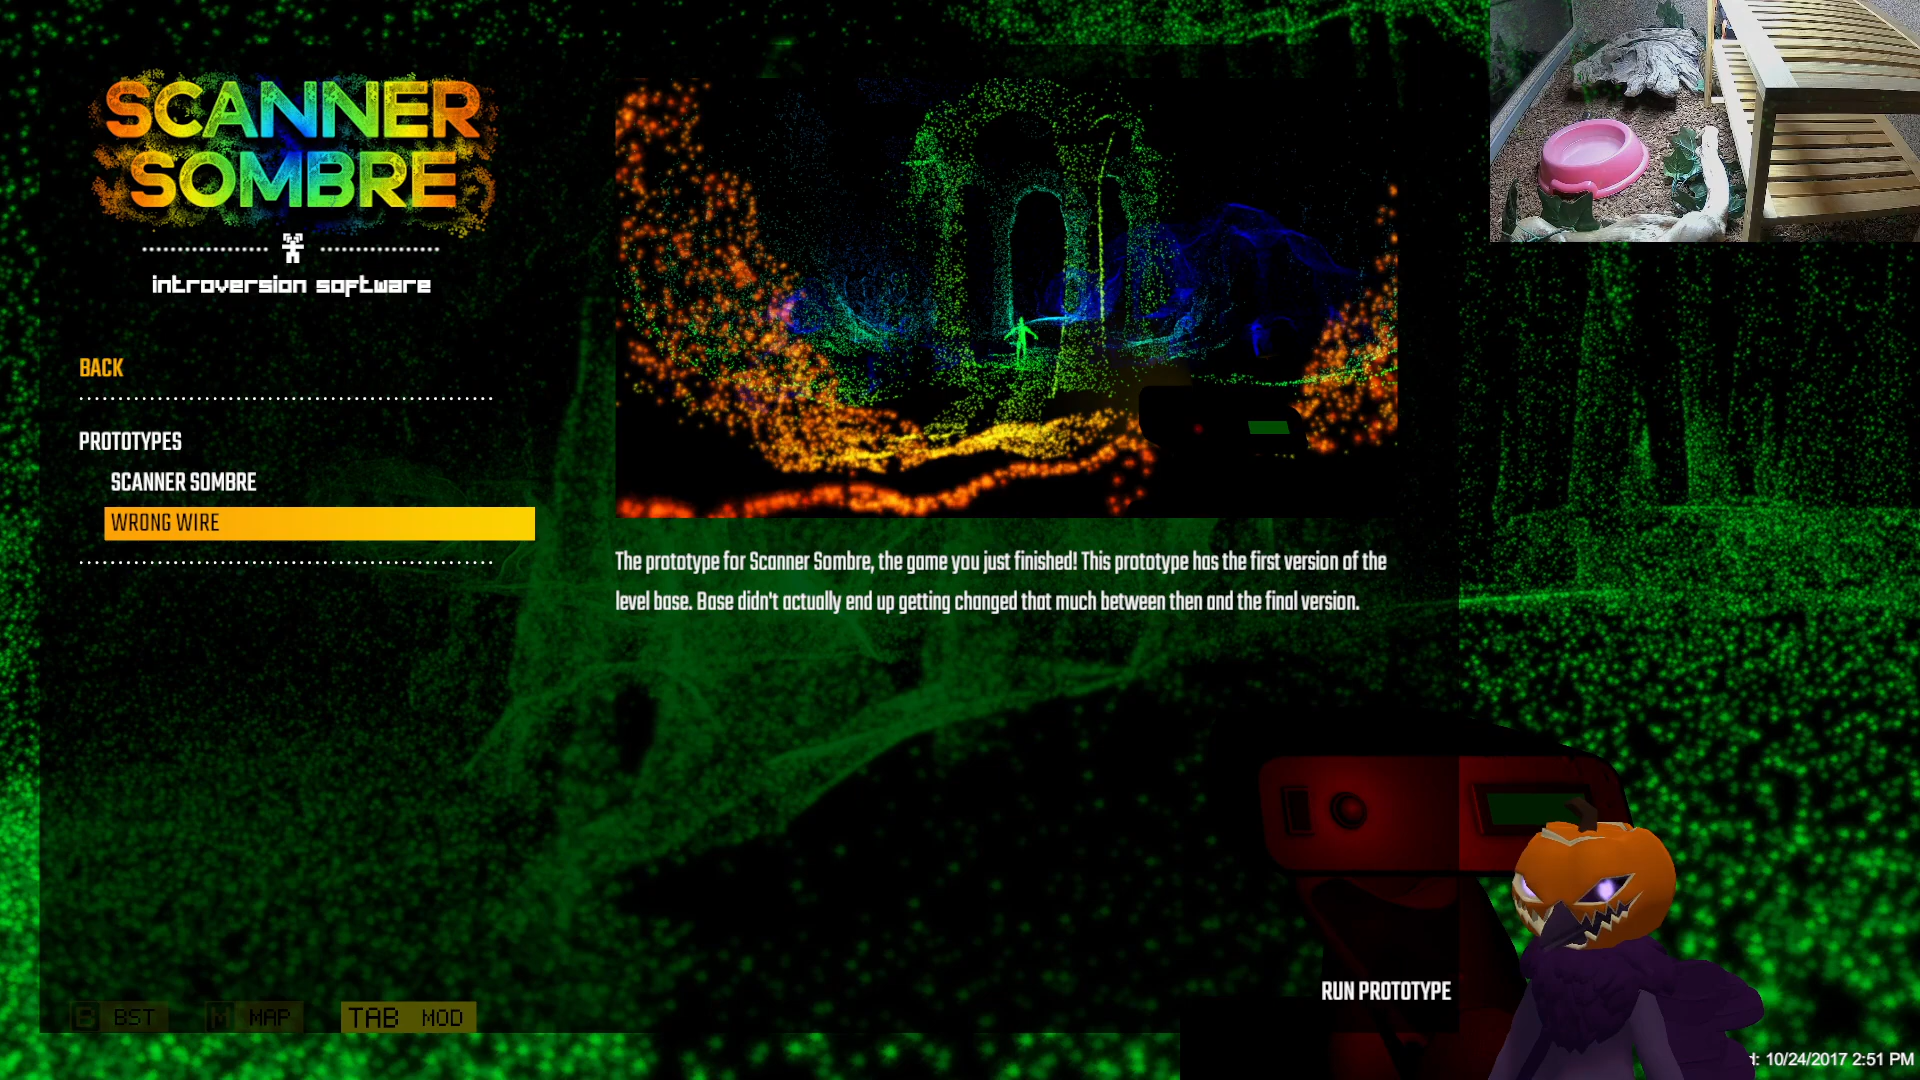 SCANNER
SOMBRE
introversion software
BACK
PROTOTYPES
SCANNER SOMBRE
WRONG WIRE
The prototype for Scanner Sombre, the game you just finished! This prototype has the first version of the
level base. Base didn't actually end up getting changed that much between then and the final version.
RUN PROTOTYPE
B BST M MAP TAB MOD
d: 10/24/2017 2:51 PM